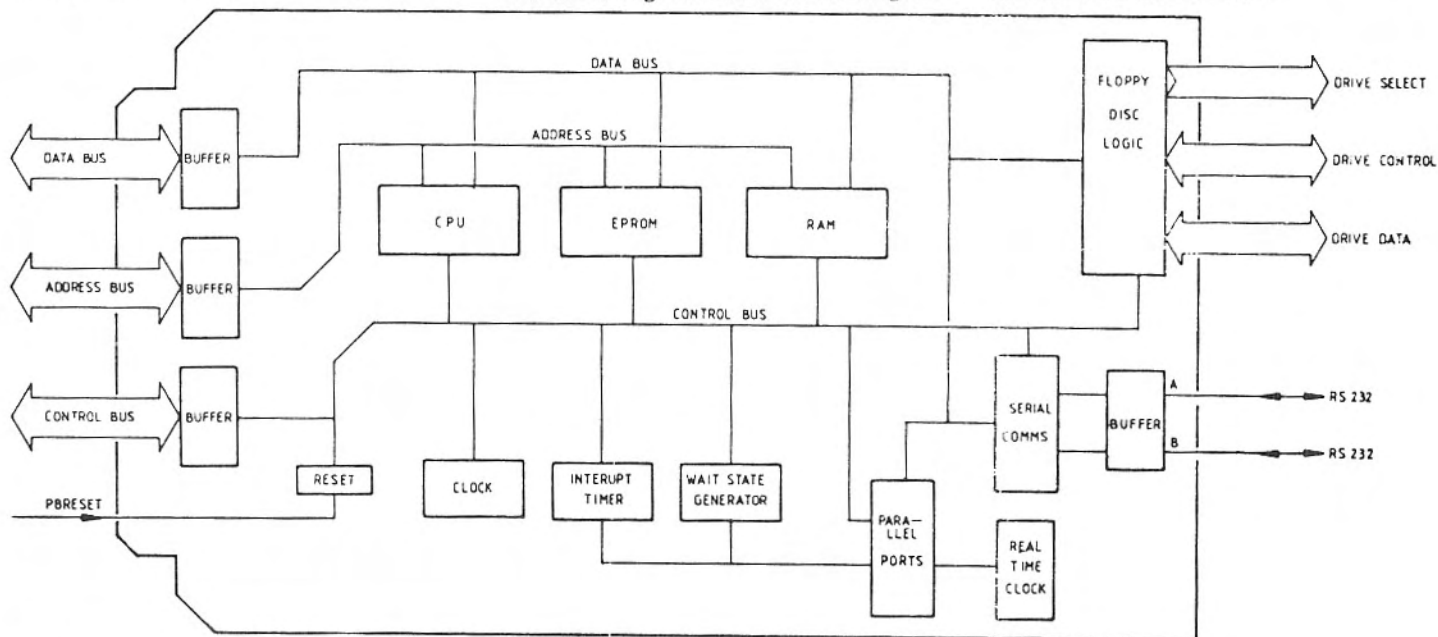 DATA BUS
FLOPPY
DISC
LOGIC
DRIVE SELECT
ADDRESS BUS
DATA BUS
BUFFER
DRIVE CONTROL
CPU
EPROM
RAM
DRIVE DATA
ADDRESS BUS
BUFFER
CONTROL BUS
CONTROL BUS
BUFFER
SERIAL
COMMS
BUFFER
A
RS 232
B
RS 232
RESET
CLOCK
INTERUPT
TIMER
WAIT STATE
GENERATOR
PBRESET
PARA–
LLEL
PORTS
REAL
TIME
CLOCK